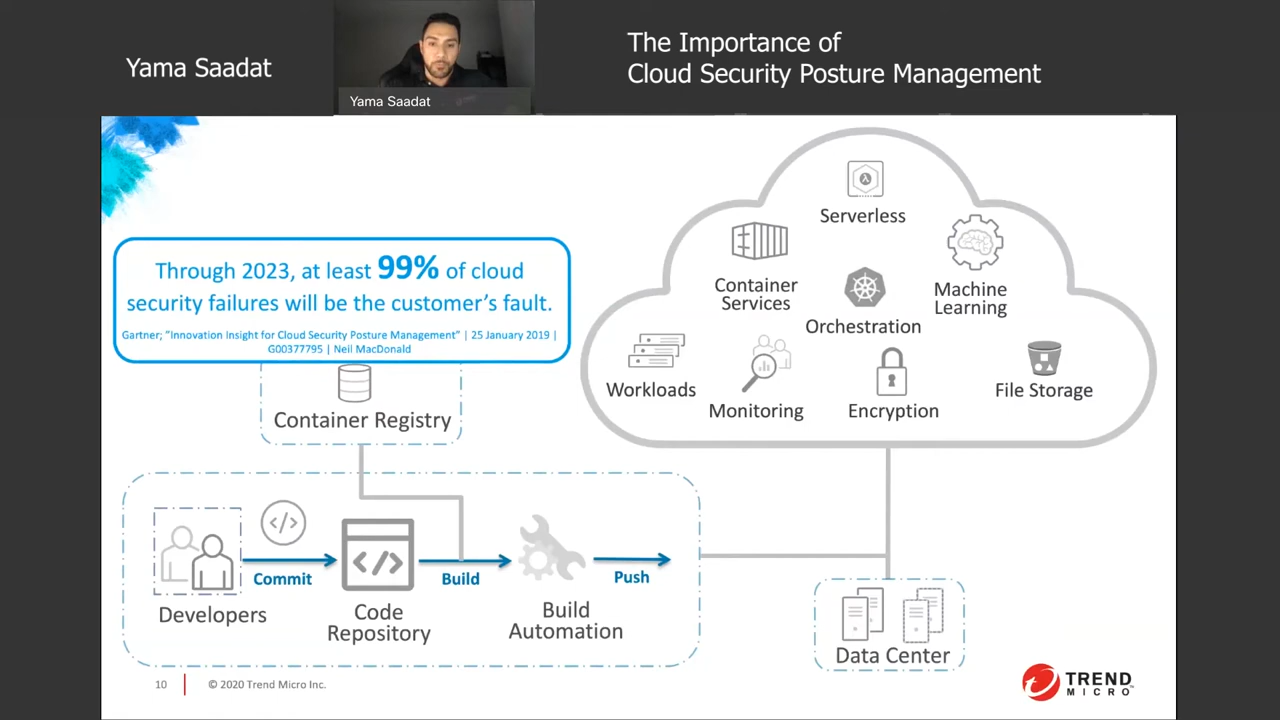 Yama Saadat
Yama Saadat
The Importance of
Cloud Security Posture Management
Through 2023, at least 99% of cloud
security failures will be the customer's fault.
Gartner; "Innovation Insight for Cloud Security Posture Management" | 25 January 2019 |
G00377795 | Neil MacDonald
Serverless
Container
Services
Machine
Learning
Orchestration
Workloads
Monitoring
Encryption
File Storage
Container Registry
Commit
Build
Push
Developers
Code
Repository
Build
Automation
Data Center
10
© 2020 Trend Micro Inc.
TREND
MICRO™